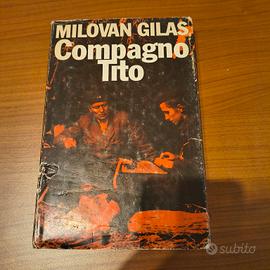 MILOVAN GILAS
Compagno
Tito
subito